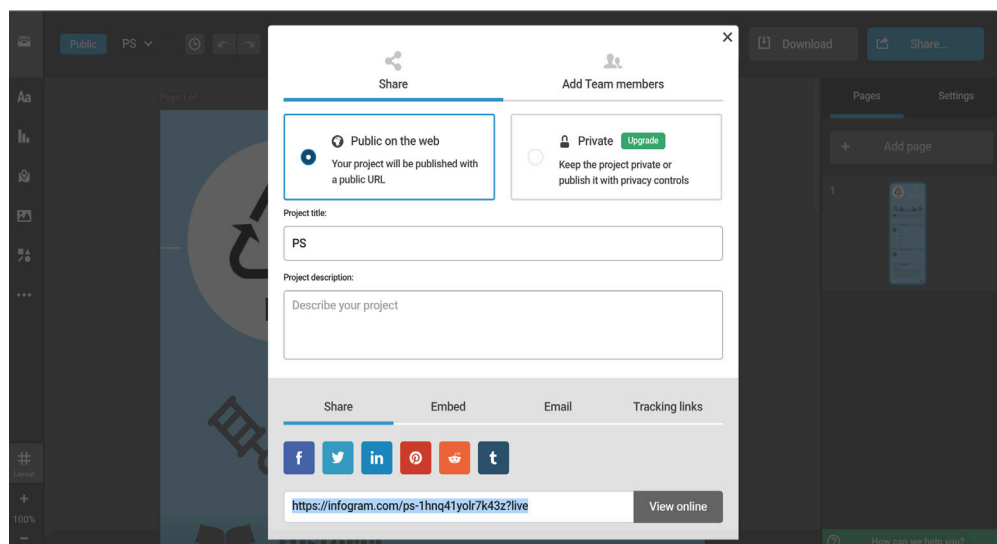 Public
PS
Download
Share...
Share
Add Team members
Aa
Page 1 of 1
Pages
Settings
Public on the web
Your project will be published with
a public URL
Private
Upgrade
Keep the project private or
publish it with privacy controls
+ Add page
1
Project title:
PS
Project description:
Describe your project
Share
Embed
Email
Tracking links
f
in
t
Layout
https://infogram.com/ps-1hnq41yolr7k43z?live
View online
+
100%
How can we help you?